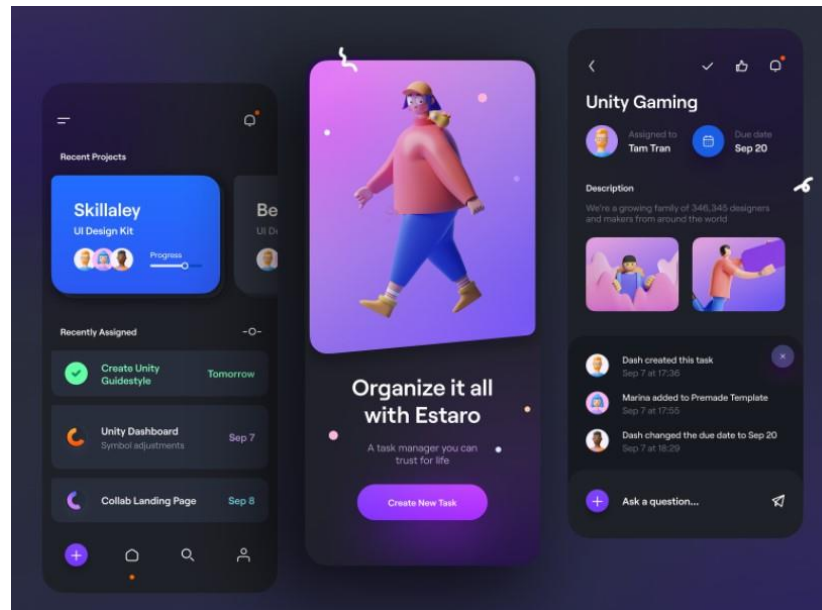 Recent Projects
Skillaley
UI Design Kit
Progress
Be
UI De
Recently Assigned
Create Unity
Guidestyle
Tomorrow
Unity Dashboard
Symbol adjustments
Sep 7
Collab Landing Page
Sep 8
Organize it all
with Estaro
A task manager you can
trust for life
Create New Task
Unity Gaming
Assigned to
Tam Tran
Due date
Sep 20
Description
We're a growing family of 346,345 designers
and makers from around the world
Dash created this task
Sep 7 at 17:36
Marina added to Premade Template
Sep 7 at 17:55
Dash changed the due date to Sep 20
Sep 7 at 18:29
Ask a question...